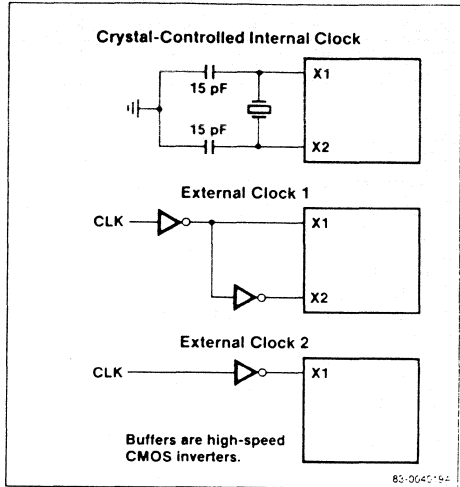 Crystal-Controlled Internal Clock
X1
15 pF
15 pF
X2
External Clock 1
CLK
X1
X2
External Clock 2
CLK
X1
Buffers are high-speed
CMOS inverters.